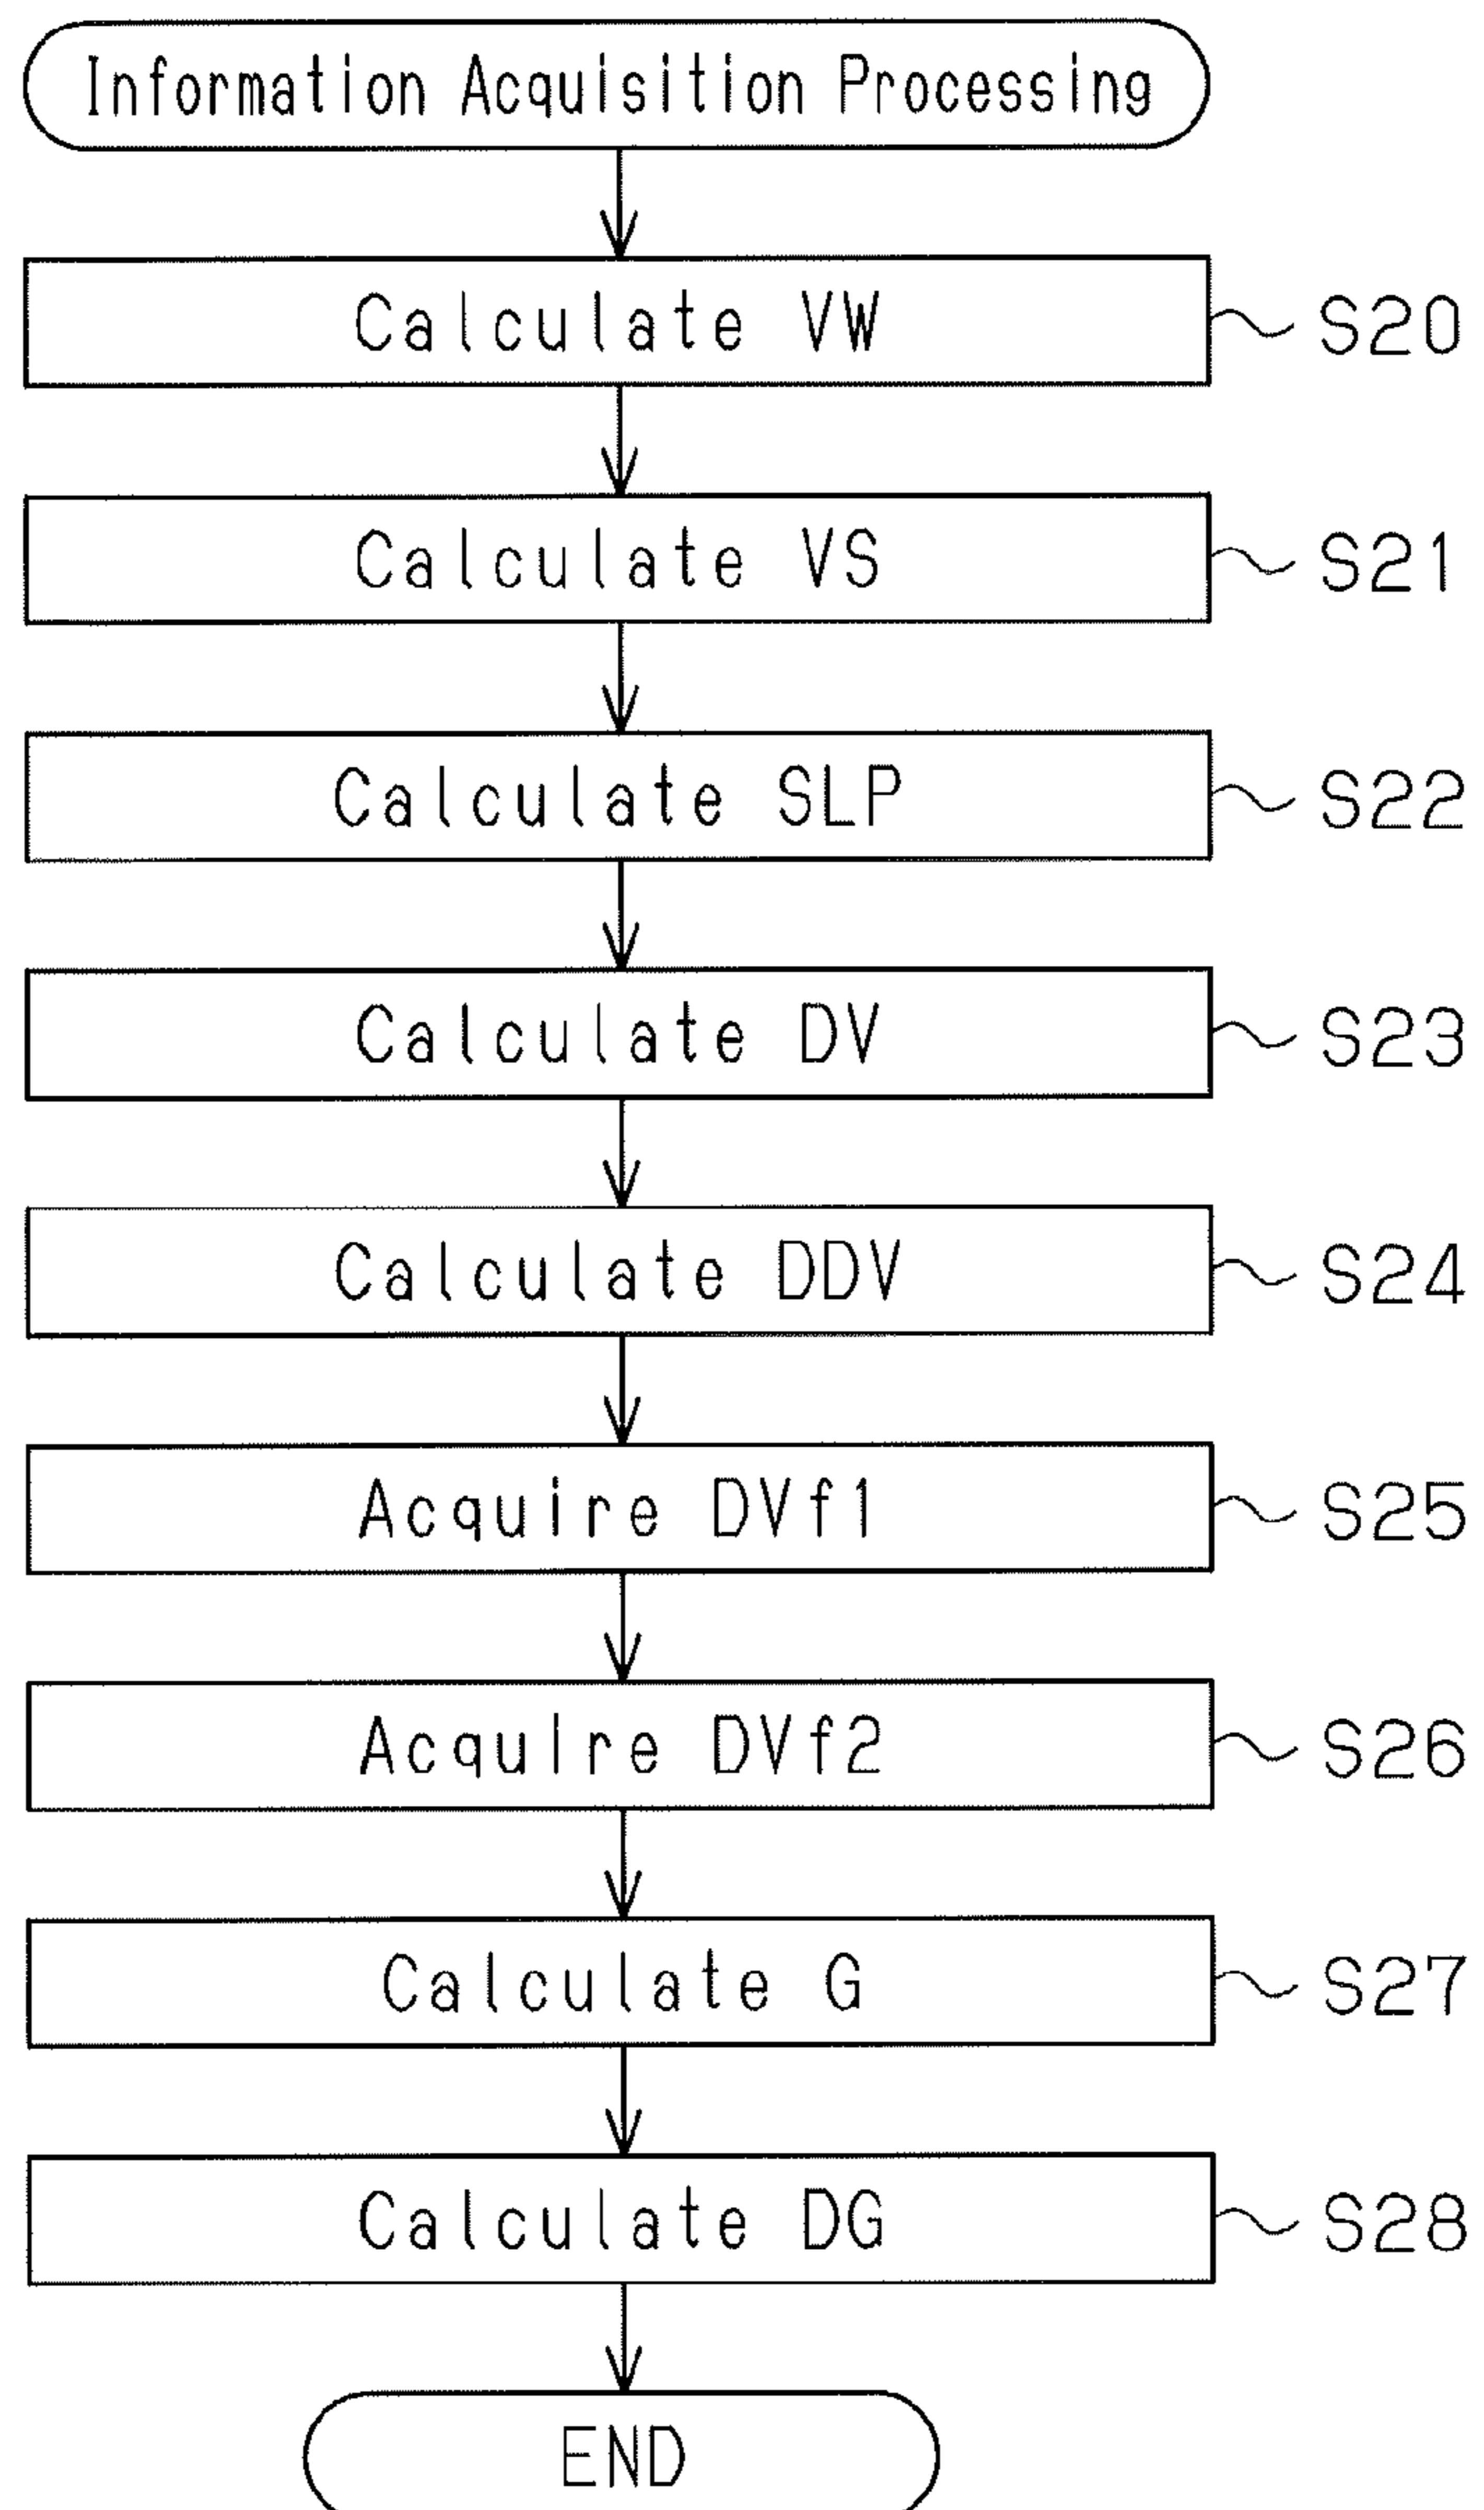 Information Acquisition Processing
Calculate VW S20
Calculate VS S21
Calculate SLP S22
Calculate DV S23
Calculate DDV S24
Acquire DVf1 S25
Acquire DVf2 S26
Calculate G S27
Calculate DG S28
END